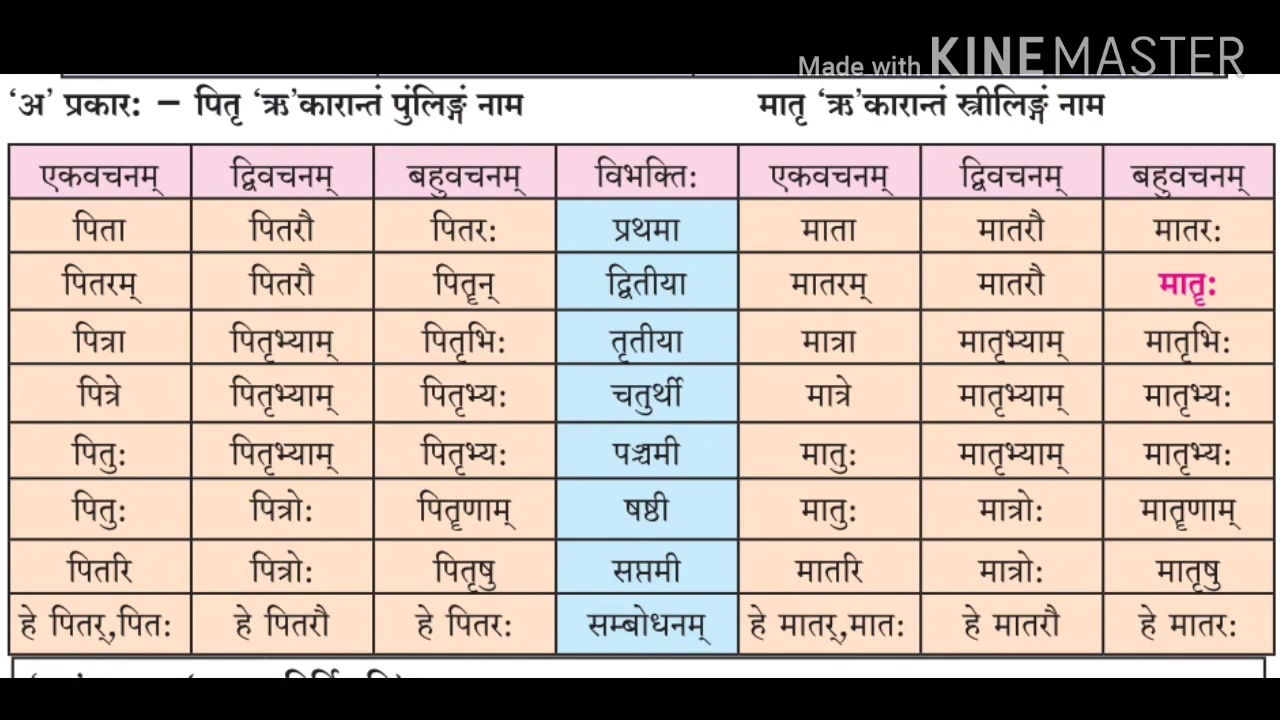 Made with KINEMASTER
‘अ’ प्रकार: – पितृ ‘ऋ’कारान्तं पुंलिङ्गं नाम मातृ ‘ऋ’कारान्तं स्त्रीलिङ्गं नाम
एकवचनम् द्विवचनम् बहुवचनम् विभक्ति: एकवचनम् द्विवचनम् बहुवचनम्
पिता पितरौ पितर: प्रथमा माता मातरौ मातर:
पितरम् पितरौ पितॄन् द्वितीया मातरम् मातरौ मातॄ:
पित्रा पितृभ्याम् पितृभि: तृतीया मात्रा मातृभ्याम् मातृभि:
पित्रे पितृभ्याम् पितृभ्य: चतुर्थी मात्रे मातृभ्याम् मातृभ्य:
पितु: पितृभ्याम् पितृभ्य: पञ्चमी मातु: मातृभ्याम् मातृभ्य:
पितु: पित्रो: पितॄणाम् षष्ठी मातु: मात्रो: मातॄणाम्
पितरि पित्रो: पितृषु सप्तमी मातरि मात्रो: मातृषु
हे पितर्,पित: हे पितरौ हे पितर: सम्बोधनम् हे मातर्,मात: हे मातरौ हे मातर: